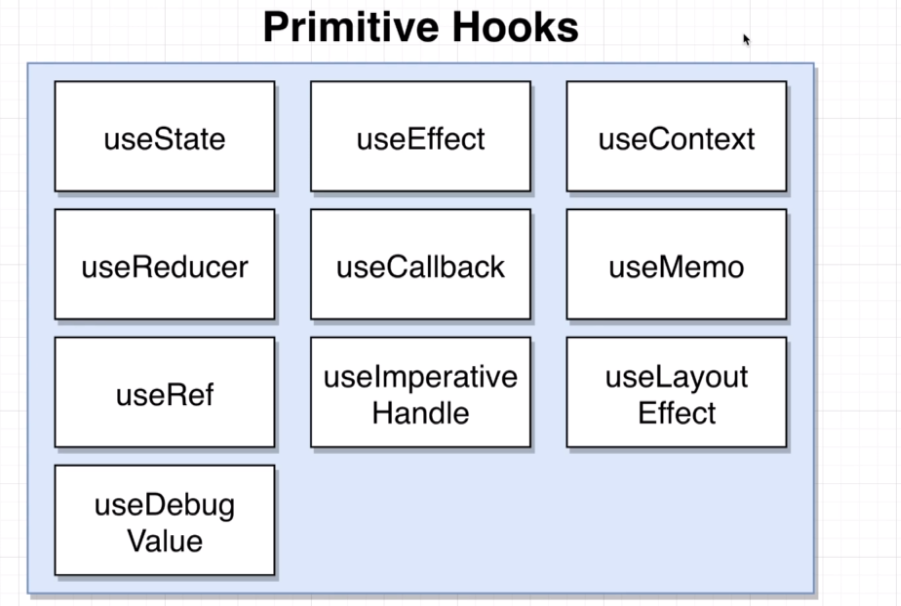 Primitive Hooks
useState
useEffect
useContext
useReducer
useCallback
useMemo
useRef
useImperative
Handle
useLayout
Effect
useDebug
Value